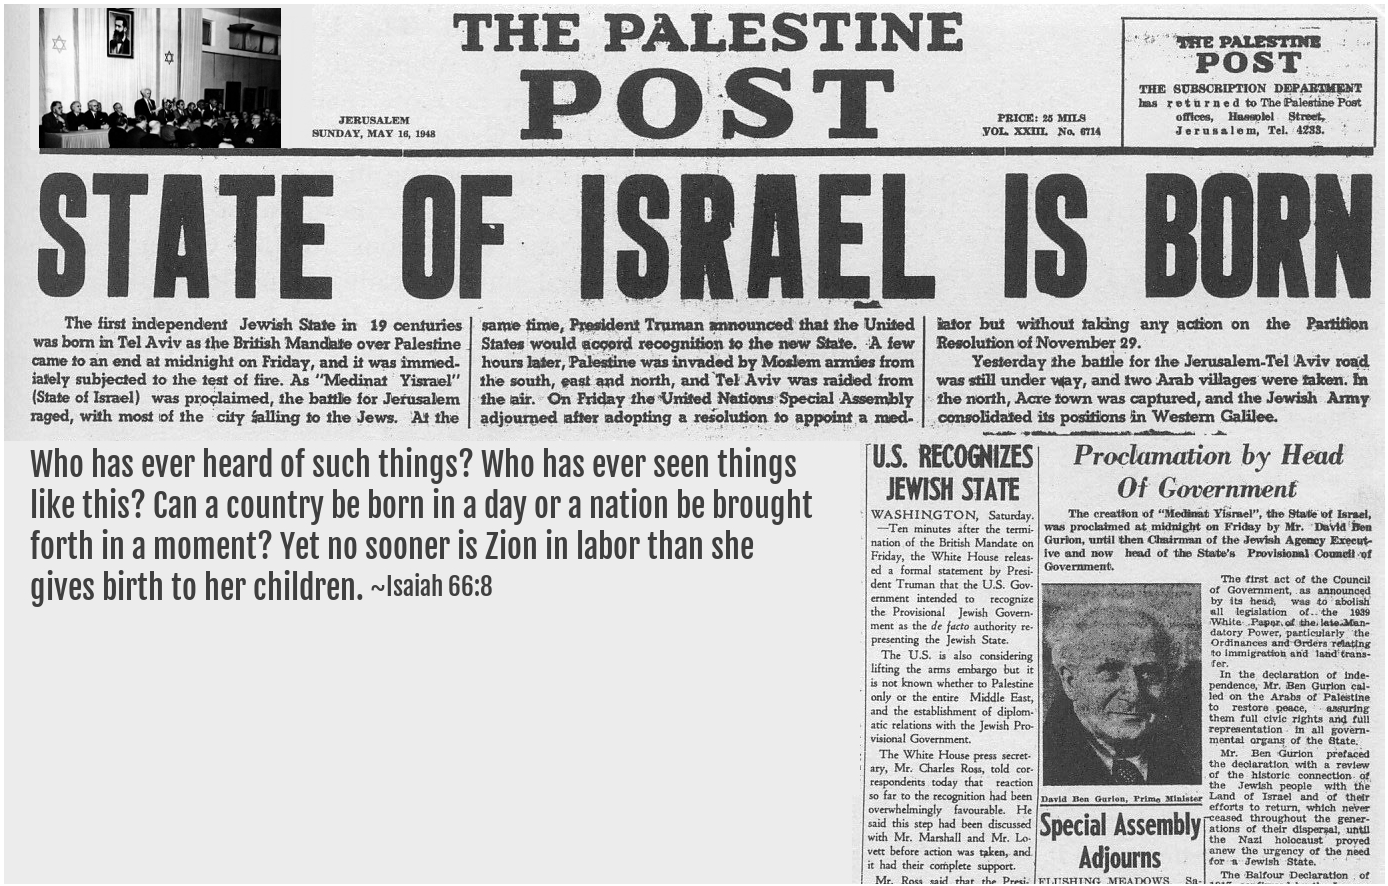 THE PALESTINE
POST
JERUSALEM
SUNDAY, MAY 16, 1948
PRICE: 25 MILS
VOL. XXIII. No. 6714
THE PALESTINE
POST
THE SUBSCRIPTION DEPARTMENT
has returned to The Palestine Post
offices, Hassolel Street,
Jerusalem, Tel. 4233.
STATE OF ISRAEL IS BORN
The first independent Jewish State in 19 centuries
was born in Tel Aviv as the British Mandate over Palestine
came to an end at midnight on Friday, and it was immed-
iately subjected to the test of fire. As "Medinat Yisrael"
(State of Israel) was proclaimed, the battle for Jerusalem
raged, with most of the city falling to the Jews. At the
same time, President Truman announced that the United
States would accord recognition to the new State. A few
hours later, Palestine was invaded by Moslem armies from
the south, east and north, and Tel Aviv was raided from
the air. On Friday the United Nations Special Assembly
adjourned after adopting a resolution to appoint a med-
iator but without taking any action on the Partition
Resolution of November 29.
Yesterday the battle for the Jerusalem-Tel Aviv road
was still under way, and two Arab villages were taken. In
the north, Acre town was captured, and the Jewish Army
consolidated its positions in Western Galilee.
Who has ever heard of such things? Who has ever seen things
like this? Can a country be born in a day or a nation be brought
forth in a moment? Yet no sooner is Zion in labor than she
gives birth to her children. ~Isaiah 66:8
U.S. RECOGNIZES
JEWISH STATE
WASHINGTON, Saturday.
—Ten minutes after the termi-
nation of the British Mandate on
Friday, the White House releas-
ed a formal statement by Presi-
dent Truman that the U.S. Gov-
ernment intended to recognize
the Provisional Jewish Govern-
ment as the de facto authority re-
presenting the Jewish State.
The U.S. is also considering
lifting the arms embargo but it
is not known whether to Palestine
only or the entire Middle East,
and the establishment of diplom-
atic relations with the Jewish Pro-
visional Government.
The White House press secret-
ary, Mr. Charles Ross, told cor-
respondents today that reaction
so far to the recognition had been
overwhelmingly favourable. He
said this step had been discussed
with Mr. Marshall and Mr. Lo-
vett before action was taken, and
it had their complete support.
Mr. Ross said that the Presi-
Proclamation by Head
Of Government
The creation of "Medinat Yisrael", the State of Israel,
was proclaimed at midnight on Friday by Mr. David Ben
Gurion, until then Chairman of the Jewish Agency Execut-
ive and now head of the State's Provisional Council of
Government.
David Ben Gurion, Prime Minister
Special Assembly
Adjourns
FLUSHING MEADOWS, Sa-
The first act of the Council
of Government, as announced
by its head, was to abolish
all legislation of the 1939
White Paper of the late Man-
datory Power, particularly the
Ordinances and Orders relating
to immigration and land trans-
fer.
In the declaration of inde-
pendence, Mr. Ben Gurion cal-
led on the Arabs of Palestine
to restore peace, assuring
them full civic rights and full
representation in all govern-
mental organs of the State.
Mr. Ben Gurion prefaced
the declaration with a review
of the historic connection of
the Jewish people with the
Land of Israel and of their
efforts to return, which never
ceased throughout the gener-
ations of their dispersal, until
the Nazi holocaust proved
anew the urgency of the need
for a Jewish State.
The Balfour Declaration of